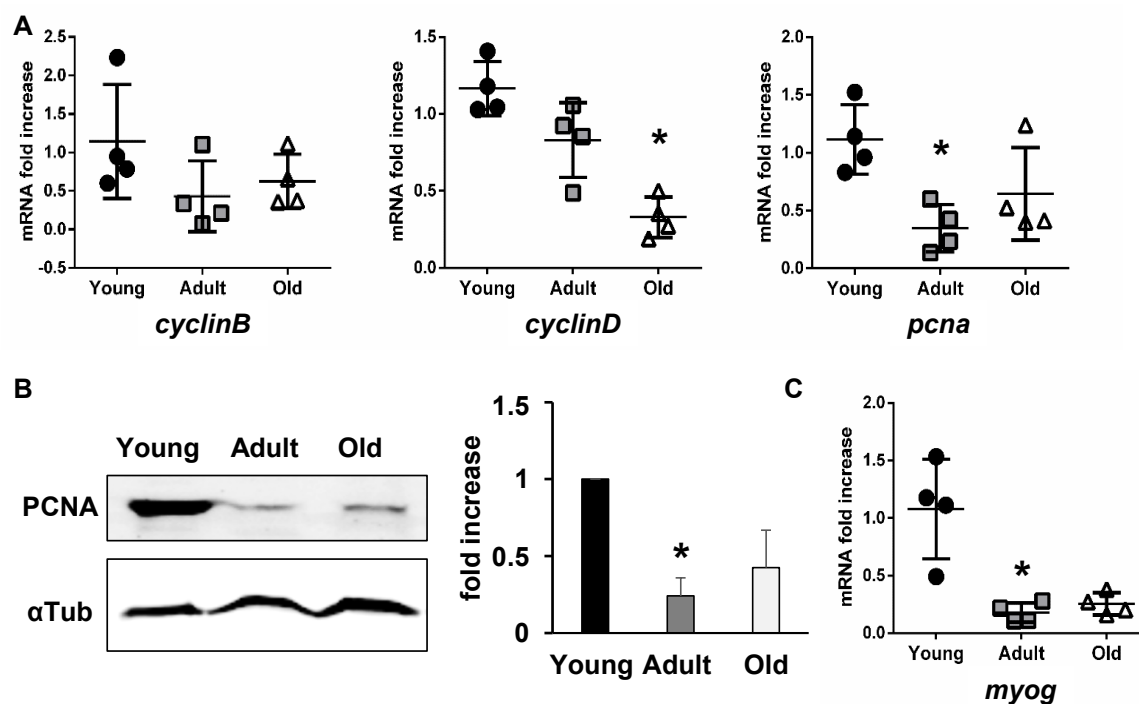 A
mRNA fold increase
2.5
2.0
1.5
1.0
0.5
0.0
-0.5
Young Adult Old
cyclinB
mRNA fold increase
1.5
1.0
0.5
0.0
Young Adult Old
*
cyclinD
mRNA fold increase
2.0
1.5
1.0
0.5
0.0
Young Adult Old
*
pcna
B
Young Adult Old
PCNA
αTub
fold increase
1.5
1
0.5
0
*
Young Adult Old
C
mRNA fold increase
2.0
1.5
1.0
0.5
0.0
*
Young Adult Old
myog